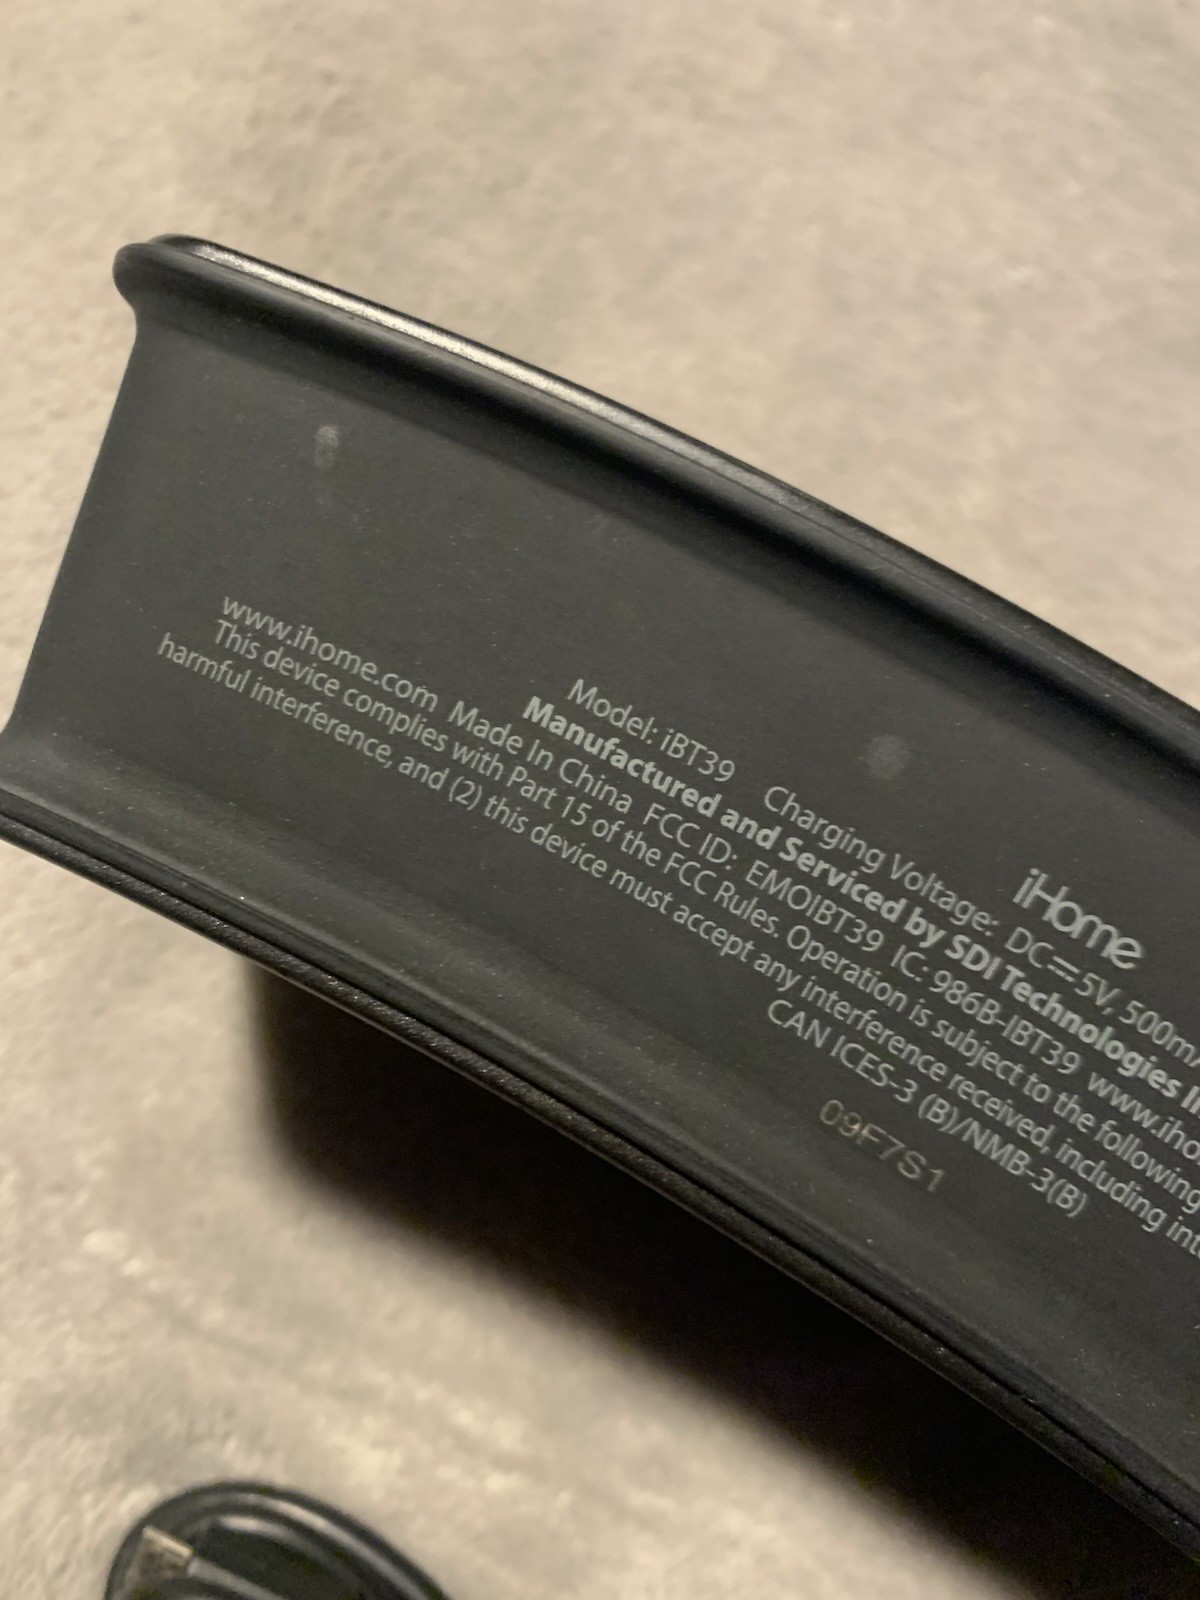 iHome
Model: iBT39 Charging Voltage: DC⎓5V, 500m
Manufactured and Serviced by SDI Technologies
www.ihome.com Made In China FCC ID: EMOIBT39 IC: 986B-IBT39 www.iho
This device complies with Part 15 of the FCC Rules. Operation is subject to the following
harmful interference, and (2) this device must accept any interference received, including int
CAN ICES-3 (B)/NMB-3(B)
09F7S1